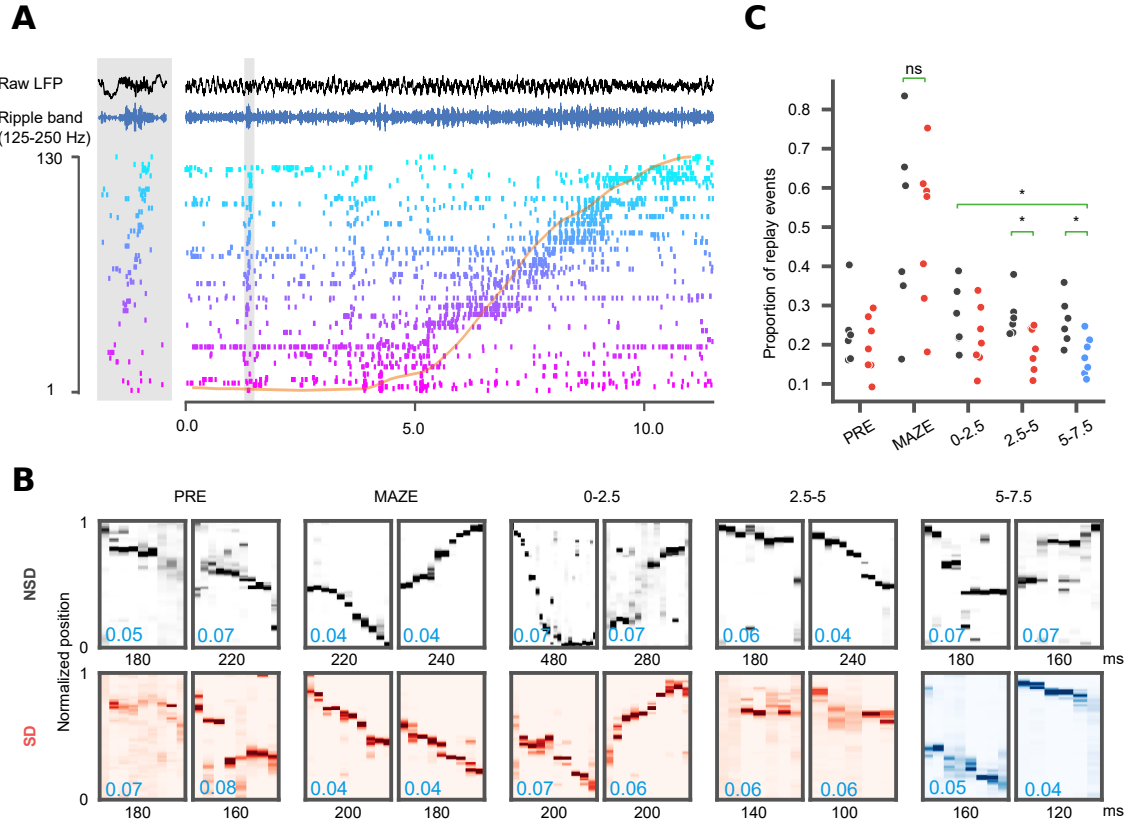 A
C
Raw LFP
Ripple band
(125-250 Hz)
130
1
0.0 5.0 10.0
ns
*
* *
Proportion of replay events
0.8
0.7
0.6
0.5
0.4
0.3
0.2
0.1
PRE MAZE 0-2.5 2.5-5 5-7.5
B
PRE MAZE 0-2.5 2.5-5 5-7.5
NSD
Normalized position
1
0
0.05 0.07 0.04 0.04 0.07 0.07 0.06 0.04 0.07 0.07
180 220 220 240 480 280 180 240 180 160 ms
SD
1
0
0.07 0.08 0.04 0.04 0.07 0.06 0.06 0.06 0.05 0.04
180 160 200 180 200 200 140 100 160 120 ms